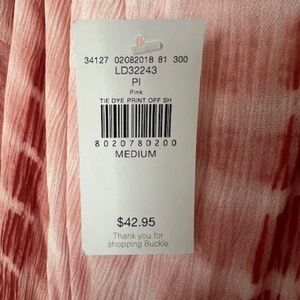 34127 02082018 81 300
LD32243
PI
Pink
TIE DYE PRINT OFF SH
8020780200
MEDIUM
$42.95
Thank you for
shopping Buckle